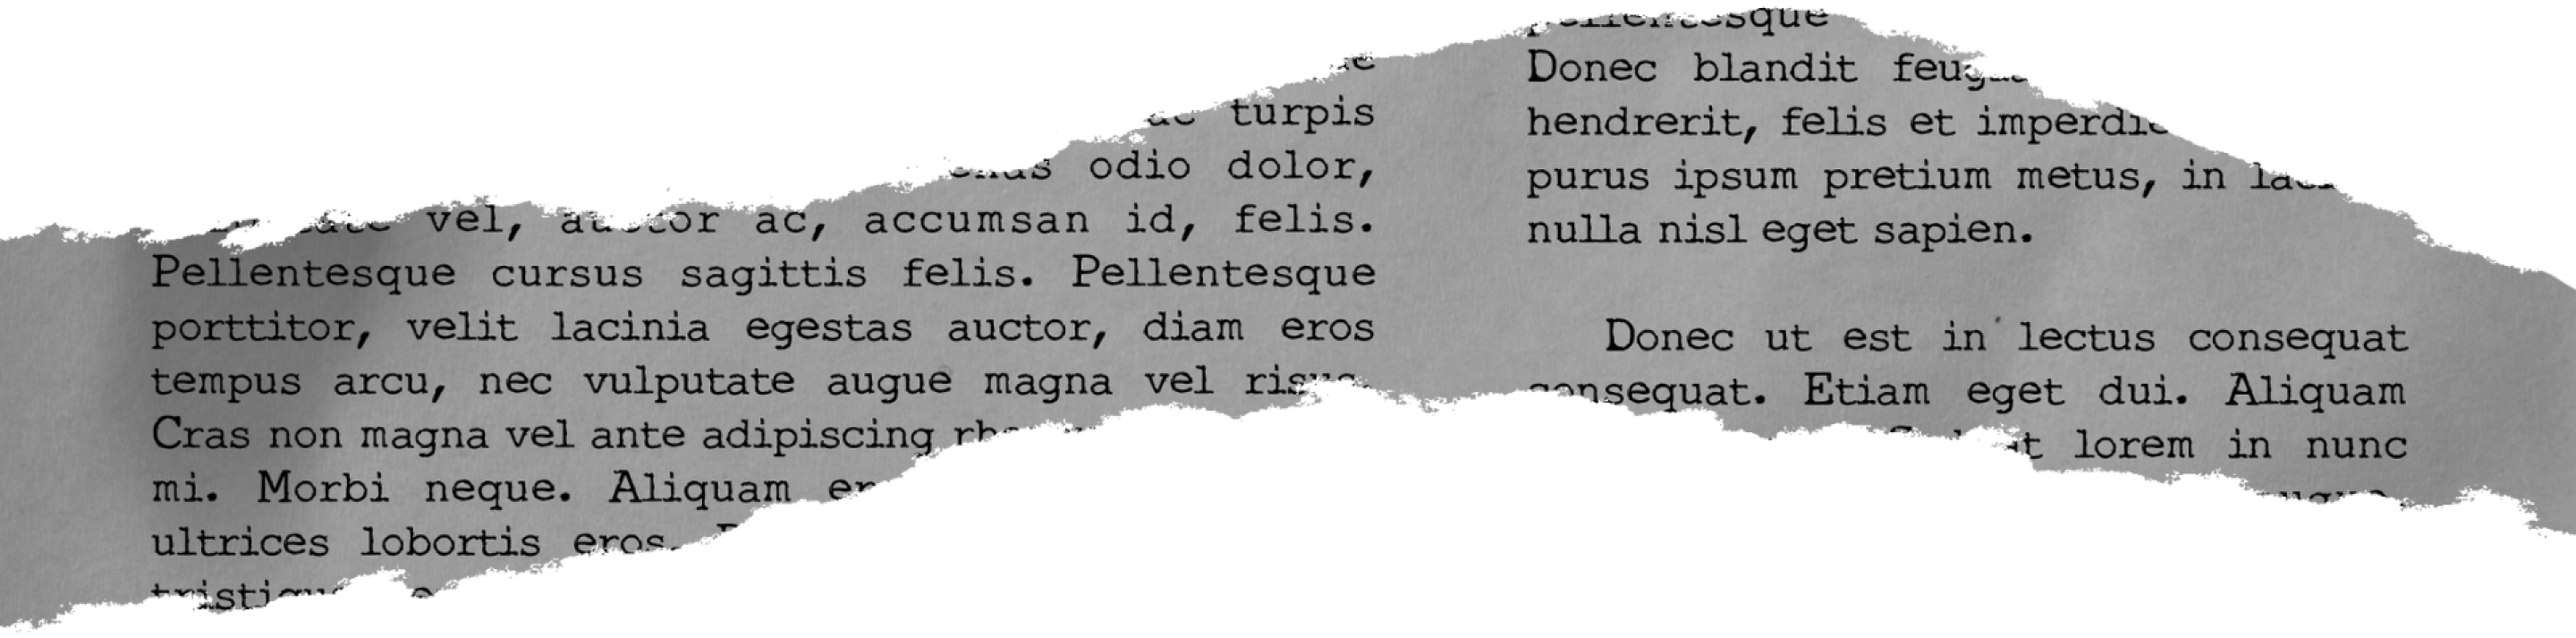 turpis
odio dolor,
vel, auctor ac, accumsan id, felis.
Pellentesque cursus sagittis felis. Pellentesque
porttitor, velit lacinia egestas auctor, diam eros
tempus arcu, nec vulputate augue magna vel
Cras non magna vel ante adipiscing
mi. Morbi neque. Aliquam
ultrices lobortis eros.
Donec blandit
hendrerit, felis et
purus ipsum pretium metus, in
nulla nisl eget sapien.
Donec ut est in lectus consequat
consequat. Etiam eget dui. Aliquam
lorem in nunc